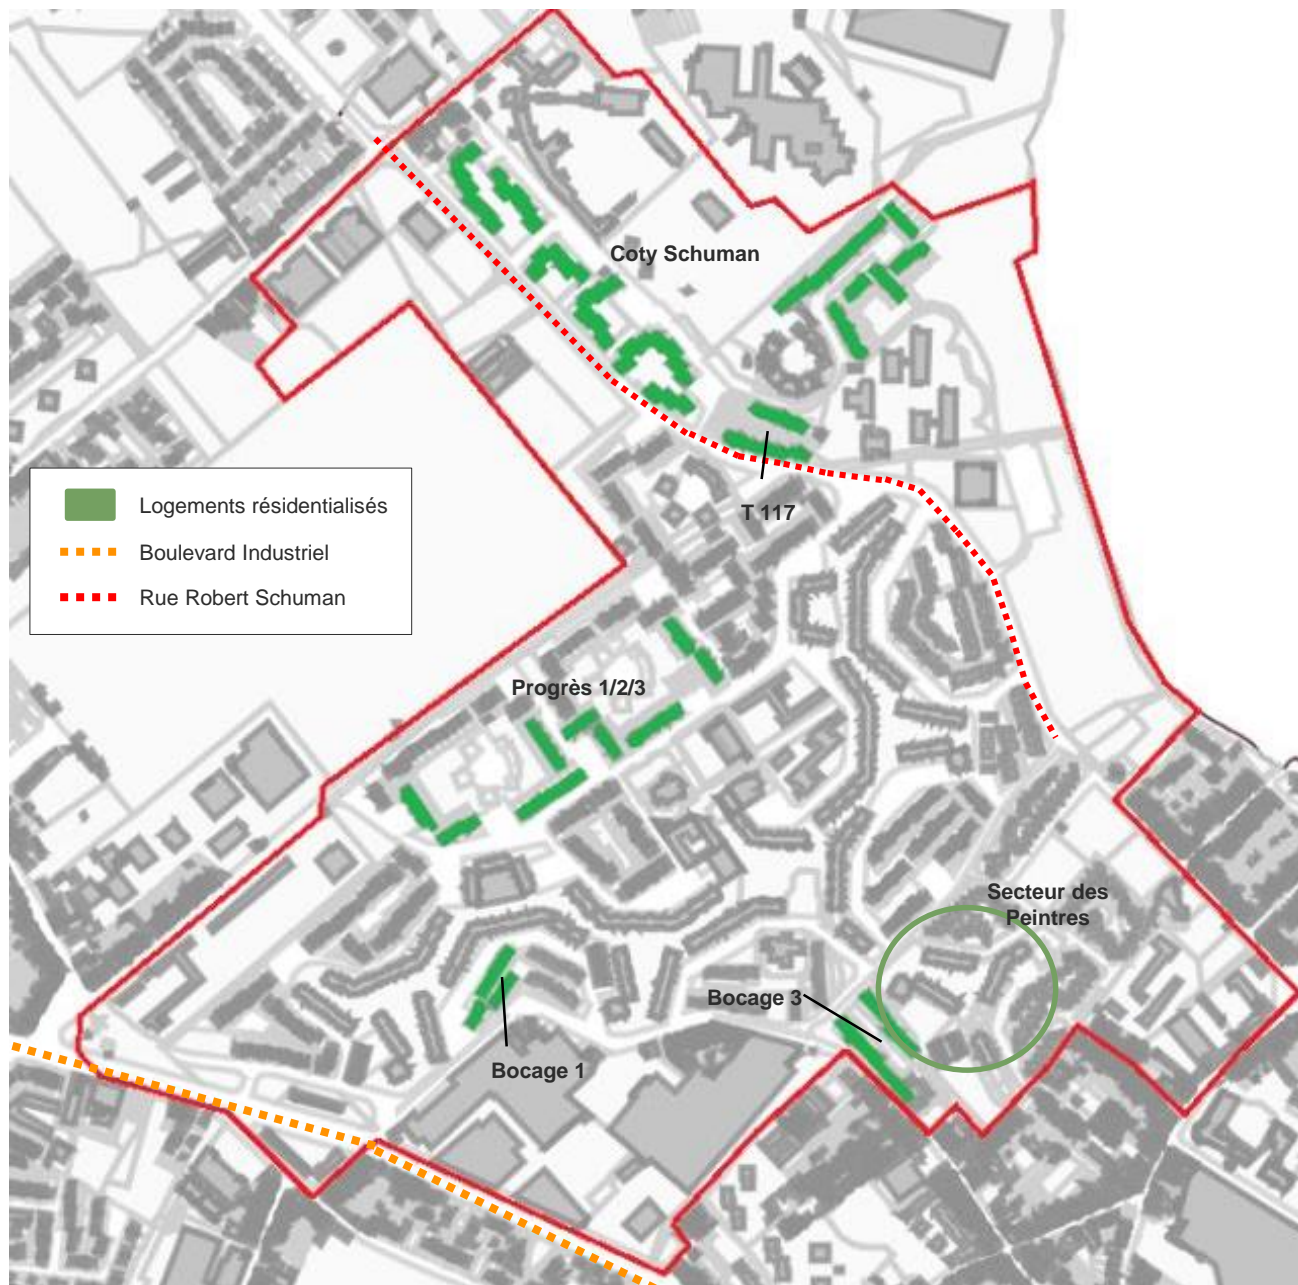 Coty Schuman
Logements résidentialisés
Boulevard Industriel
Rue Robert Schuman
T 117
Progrès 1/2/3
Secteur des
Peintres
Bocage 3
Bocage 1